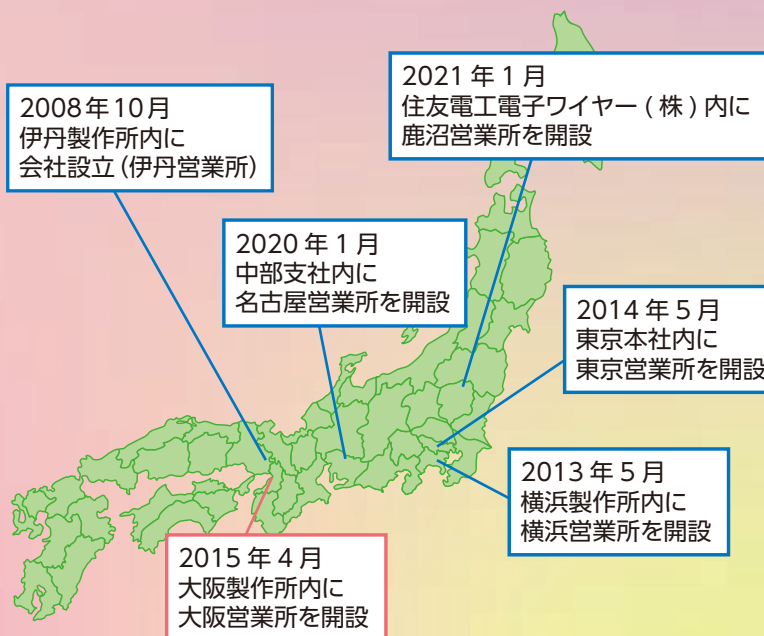 2008年10月
伊丹製作所内に
会社設立(伊丹営業所)
2021年1月
住友電工電子ワイヤー(株)内に
鹿沼営業所を開設
2020年1月
中部支社内に
名古屋営業所を開設
2014年5月
東京本社内に
東京営業所を開設
2013年5月
横浜製作所内に
横浜営業所を開設
2015年4月
大阪製作所内に
大阪営業所を開設